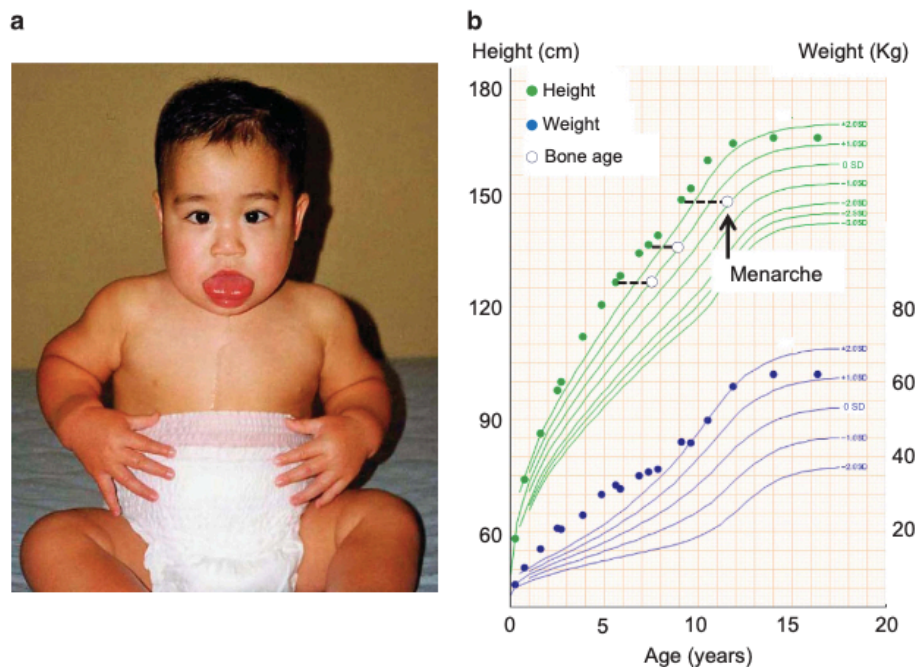 a
b
Height (cm)
Weight (Kg)
180
150
120
90
60
Height
Weight
Bone age
+2.0SD
+1.0SD
0 SD
-1.0SD
-2.0SD
-2.5SD
-3.0SD
Menarche
80
60
40
20
+2.0SD
+1.0SD
0 SD
-1.0SD
-2.0SD
0
5
10
15
20
Age (years)